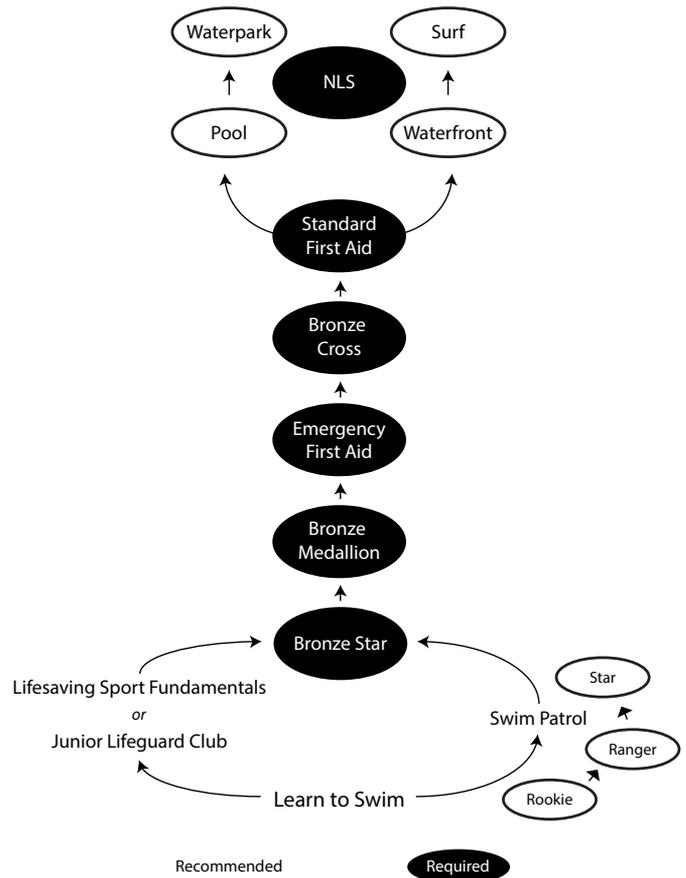 Waterpark
Surf
NLS
Pool
Waterfront
Standard
First Aid
Bronze
Cross
Emergency
First Aid
Bronze
Medallion
Bronze Star
Lifesaving Sport Fundamentals
or
Junior Lifeguard Club
Star
Swim Patrol
Ranger
Learn to Swim
Rookie
Recommended
Required